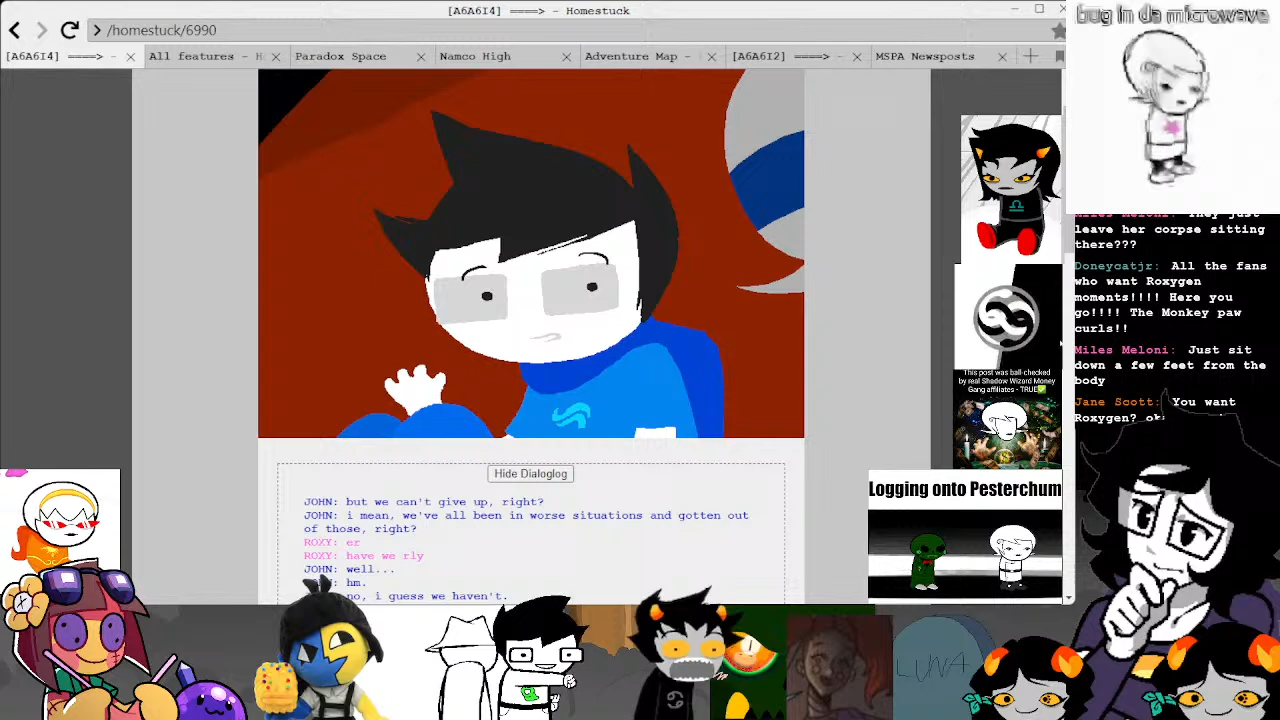 [A6A6I4] ====> - Homestuck
/homestuck/6990
[A6A6I4] ====> -
All features - H
Paradox Space
Namco High
Adventure Map -
[A6A6I2] ====> -
MSPA Newsposts
Hide Dialoglog
JOHN: but we can't give up, right?
JOHN: i mean, we've all been in worse situations and gotten out
of those, right?
ROXY: er
ROXY: have we rly
JOHN: well...
hm.
no, i guess we haven't.
bug in da microwave
Miles Meloni: They just
leave her corpse sitting
there???
Doneycatjr: All the fans
who want Roxygen
moments!!!! Here you
go!!!! The Monkey paw
curls!!
Miles Meloni: Just sit
down a few feet from the
body
Jane Scott: You want
Roxygen? ok
This post was ball-checked
by real Shadow Wizard Money
Gang affiliates - TRUE✅
Logging onto Pesterchum
LUNA